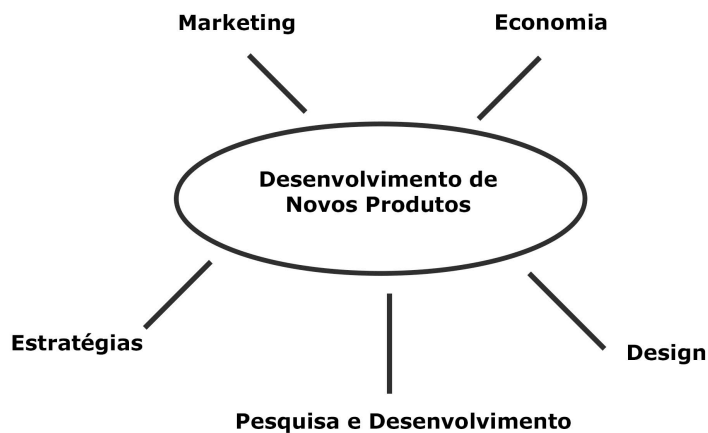 Marketing
Economia
Desenvolvimento de
Novos Produtos
Estratégias
Design
Pesquisa e Desenvolvimento